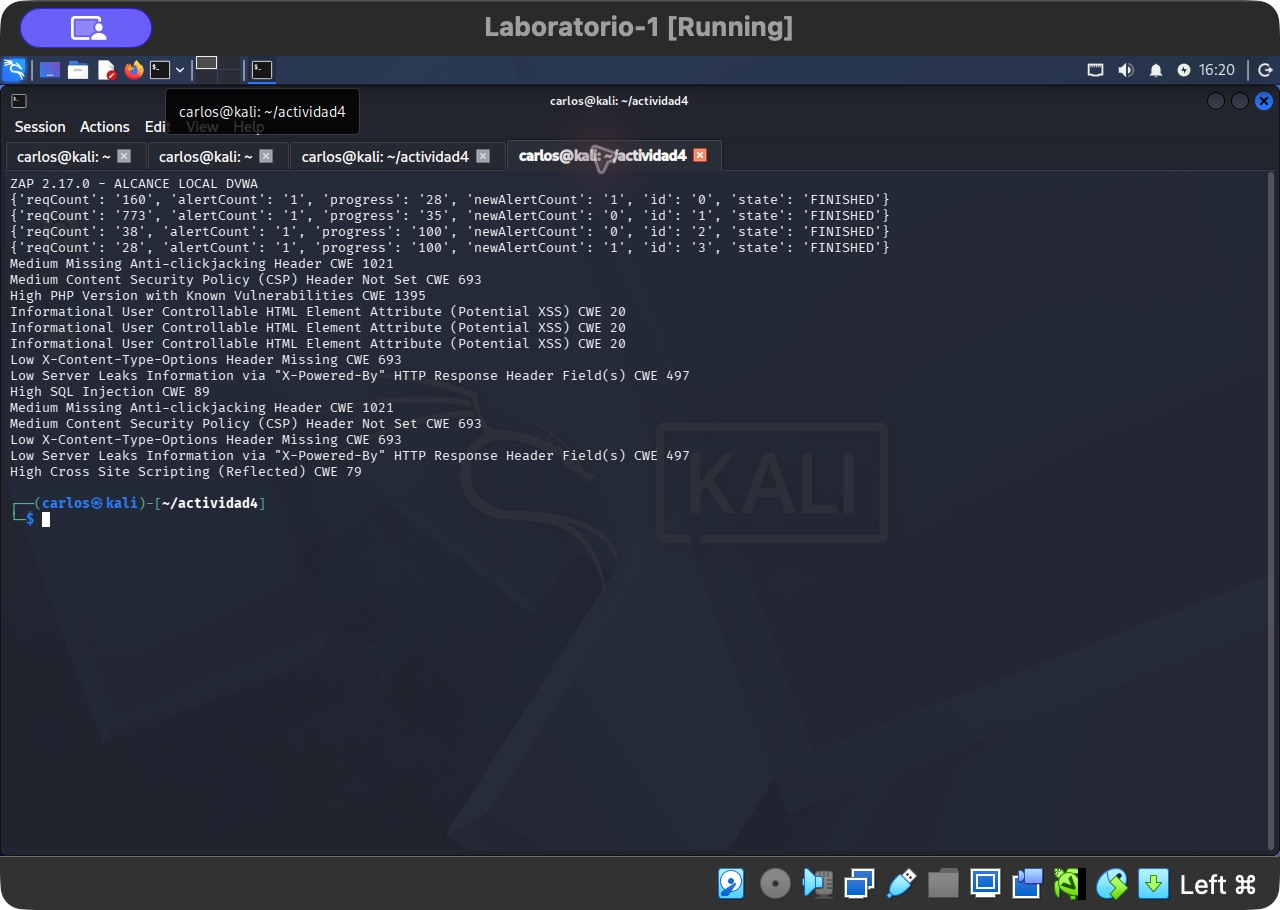 Laboratorio-1 [Running]
16:20
carlos@kali: ~/actividad4
carlos@kali: ~/actividad4
Session Actions Edit View Help
carlos@kali: ~ carlos@kali: ~ carlos@kali: ~/actividad4 carlos@kali: ~/actividad4
ZAP 2.17.0 - ALCANCE LOCAL DVWA
{'reqCount': '160', 'alertCount': '1', 'progress': '28', 'newAlertCount': '1', 'id': '0', 'state': 'FINISHED'}
{'reqCount': '773', 'alertCount': '1', 'progress': '35', 'newAlertCount': '0', 'id': '1', 'state': 'FINISHED'}
{'reqCount': '38', 'alertCount': '1', 'progress': '100', 'newAlertCount': '0', 'id': '2', 'state': 'FINISHED'}
{'reqCount': '28', 'alertCount': '1', 'progress': '100', 'newAlertCount': '1', 'id': '3', 'state': 'FINISHED'}
Medium Missing Anti-clickjacking Header CWE 1021
Medium Content Security Policy (CSP) Header Not Set CWE 693
High PHP Version with Known Vulnerabilities CWE 1395
Informational User Controllable HTML Element Attribute (Potential XSS) CWE 20
Informational User Controllable HTML Element Attribute (Potential XSS) CWE 20
Informational User Controllable HTML Element Attribute (Potential XSS) CWE 20
Low X-Content-Type-Options Header Missing CWE 693
Low Server Leaks Information via "X-Powered-By" HTTP Response Header Field(s) CWE 497
High SQL Injection CWE 89
Medium Missing Anti-clickjacking Header CWE 1021
Medium Content Security Policy (CSP) Header Not Set CWE 693
Low X-Content-Type-Options Header Missing CWE 693
Low Server Leaks Information via "X-Powered-By" HTTP Response Header Field(s) CWE 497
High Cross Site Scripting (Reflected) CWE 79
┌──(carlos㉿kali)-[~/actividad4]
└─$
KALI
Left ⌘